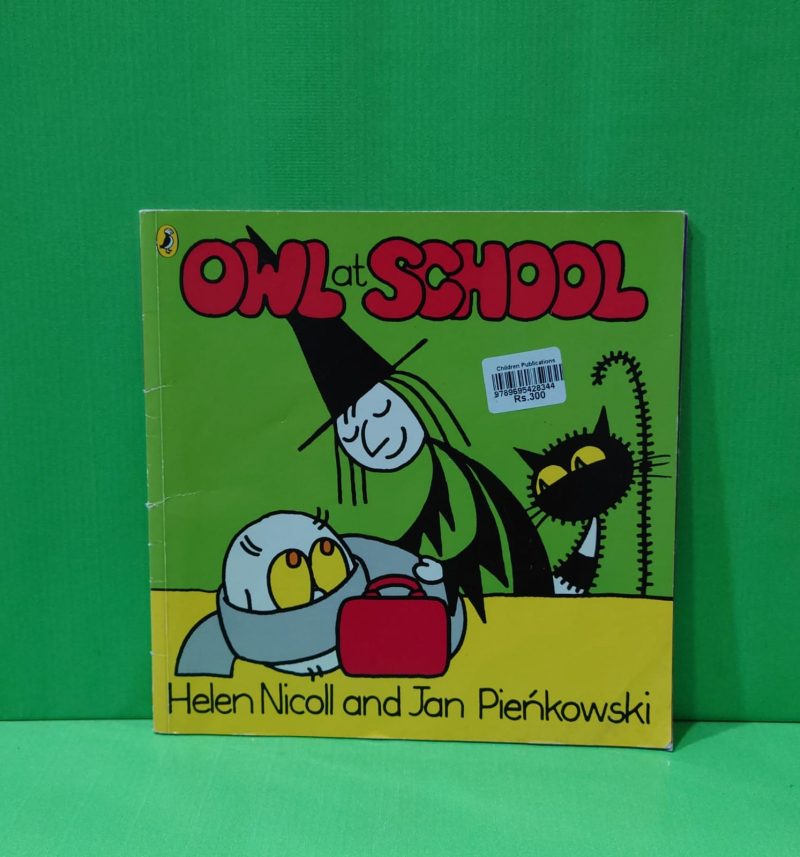 OWL at SCHOOL
Children Publications
9789695428344
Rs.300
Helen Nicoll and Jan Pieńkowski